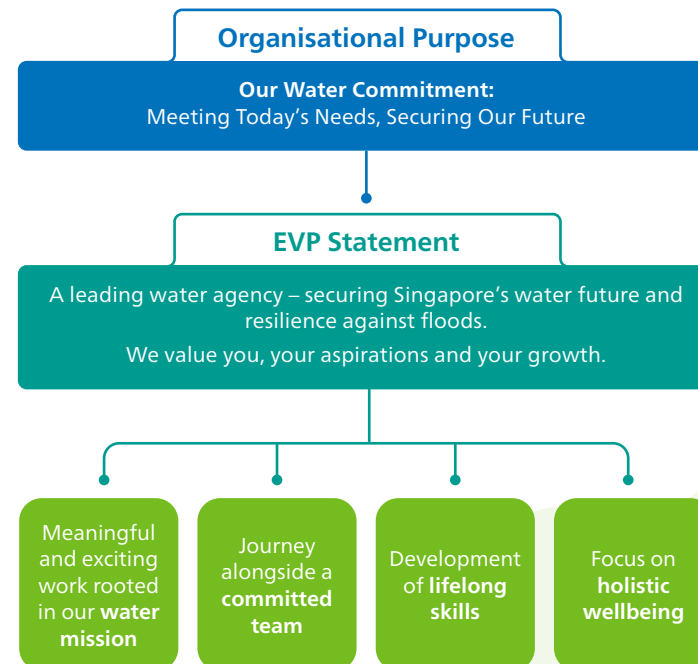 Organisational Purpose
Our Water Commitment:
Meeting Today's Needs, Securing Our Future
EVP Statement
A leading water agency – securing Singapore's water future and
resilience against floods.
We value you, your aspirations and your growth.
Meaningful
and exciting
work rooted
in our water
mission
Journey
alongside a
committed
team
Development
of lifelong
skills
Focus on
holistic
wellbeing